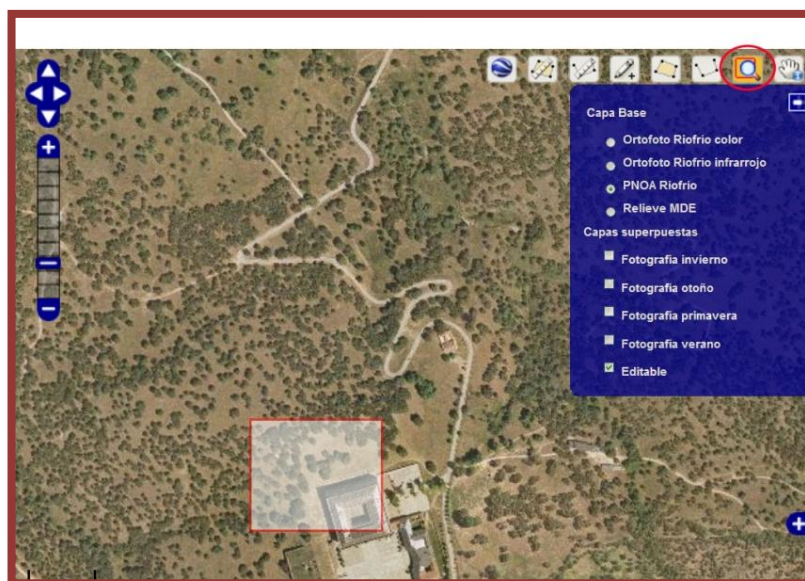 Capa Base
Ortofoto Riofrio color
Ortofoto Riofrio infrarrojo
PNOA Riofrio
Relieve MDE
Capas superpuestas
Fotografia invierno
Fotografia otoño
Fotografia primavera
Fotografia verano
Editable